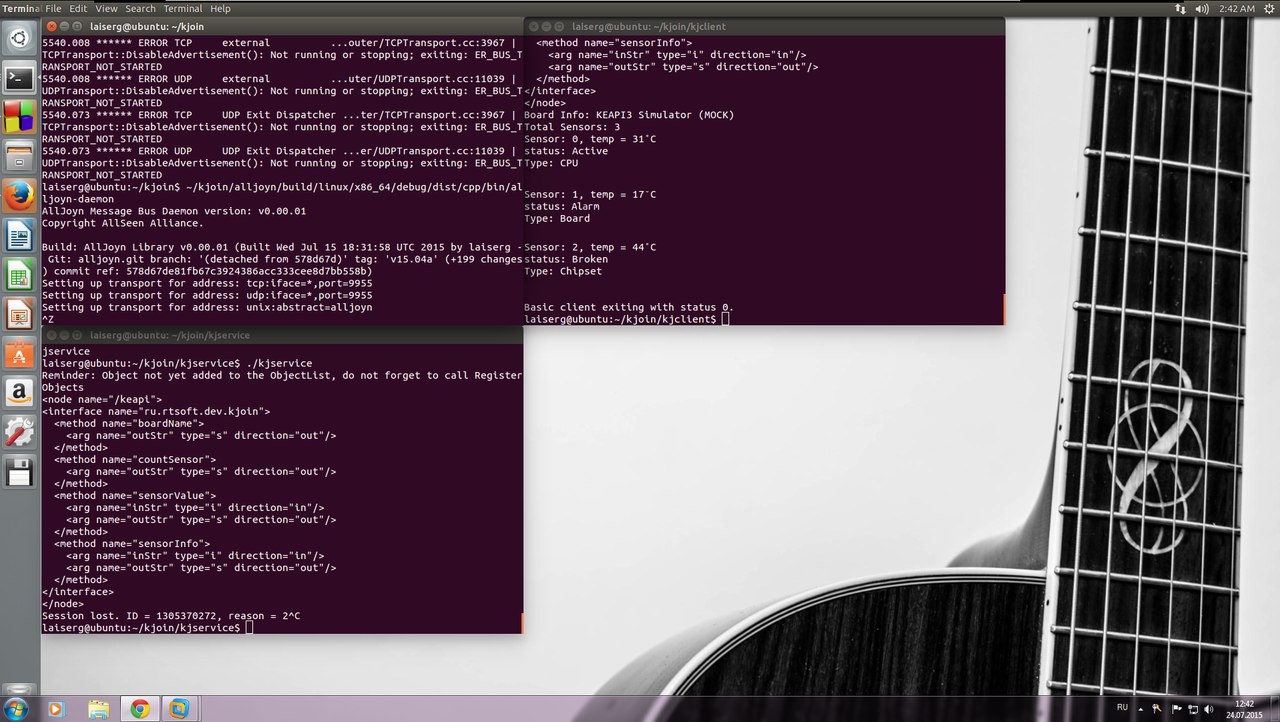 Terminal File Edit View Search Terminal Help
2:42 AM
laiserg@ubuntu: ~/kjoin
5540.008 ****** ERROR TCP external ...outer/TCPTransport.cc:3967 |
TCPTransport::DisableAdvertisement(): Not running or stopping; exiting: ER_BUS_T
RANSPORT_NOT_STARTED
5540.008 ****** ERROR UDP external ...uter/UDPTransport.cc:11039 |
UDPTransport::DisableAdvertisement(): Not running or stopping; exiting: ER_BUS_T
RANSPORT_NOT_STARTED
5540.073 ****** ERROR TCP UDP Exit Dispatcher ...ter/TCPTransport.cc:3967 |
TCPTransport::DisableAdvertisement(): Not running or stopping; exiting: ER_BUS_T
RANSPORT_NOT_STARTED
5540.073 ****** ERROR UDP UDP Exit Dispatcher ...er/UDPTransport.cc:11039 |
UDPTransport::DisableAdvertisement(): Not running or stopping; exiting: ER_BUS_T
RANSPORT_NOT_STARTED
laiserg@ubuntu:~/kjoin$ ~/kjoin/alljoyn/build/linux/x86_64/debug/dist/cpp/bin/al
ljoyn-daemon
AllJoyn Message Bus Daemon version: v0.00.01
Copyright AllSeen Alliance.
Build: AllJoyn Library v0.00.01 (Built Wed Jul 15 18:31:58 UTC 2015 by laiserg -
Git: alljoyn.git branch: '(detached from 578d67d)' tag: 'v15.04a' (+199 changes
) commit ref: 578d67de81fb67c3924386acc333cee8d7bb558b)
Setting up transport for address: tcp:iface=*,port=9955
Setting up transport for address: udp:iface=*,port=9955
Setting up transport for address: unix:abstract=alljoyn
^Z
laiserg@ubuntu: ~/kjoin/kjclient
<method name="sensorInfo">
<arg name="inStr" type="i" direction="in"/>
<arg name="outStr" type="s" direction="out"/>
</method>
</interface>
</node>
Board Info: KEAPI3 Simulator (MOCK)
Total Sensors: 3
Sensor: 0, temp = 31˚C
status: Active
Type: CPU
Sensor: 1, temp = 17˚C
status: Alarm
Type: Board
Sensor: 2, temp = 44˚C
status: Broken
Type: Chipset
Basic client exiting with status 0.
laiserg@ubuntu:~/kjoin/kjclient$
laiserg@ubuntu: ~/kjoin/kjservice
jservice
laiserg@ubuntu:~/kjoin/kjservice$ ./kjservice
Reminder: Object not yet added to the ObjectList, do not forget to call Register
Objects
<node name="/keapi">
<interface name="ru.rtsoft.dev.kjoin">
<method name="boardName">
<arg name="outStr" type="s" direction="out"/>
</method>
<method name="countSensor">
<arg name="outStr" type="s" direction="out"/>
</method>
<method name="sensorValue">
<arg name="inStr" type="i" direction="in"/>
<arg name="outStr" type="s" direction="out"/>
</method>
<method name="sensorInfo">
<arg name="inStr" type="i" direction="in"/>
<arg name="outStr" type="s" direction="out"/>
</method>
</interface>
</node>
Session lost. ID = 1305370272, reason = 2^C
laiserg@ubuntu:~/kjoin/kjservice$
RU
12:42
24.07.2015